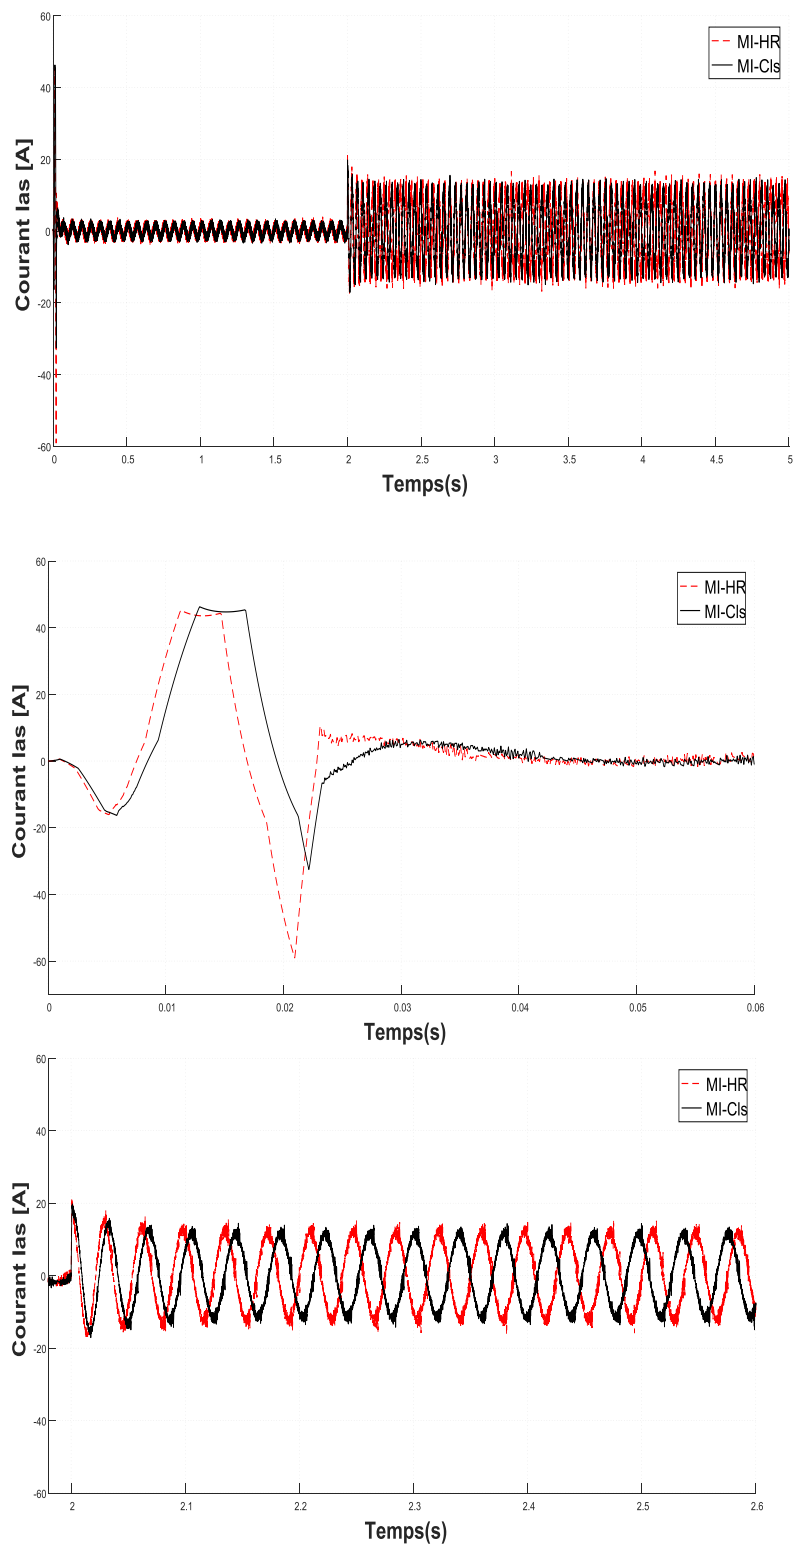 60
MI-HR
MI-Cls
40
20
0
-20
-40
-60
Courant Ias [A]
0 0.5 1 1.5 2 2.5 3 3.5 4 4.5 5
Temps(s)
60
MI-HR
MI-Cls
40
20
0
-20
-40
-60
Courant Ias [A]
0 0.01 0.02 0.03 0.04 0.05 0.06
Temps(s)
60
MI-HR
MI-Cls
40
20
0
-20
-40
-60
Courant Ias [A]
2 2.1 2.2 2.3 2.4 2.5 2.6
Temps(s)